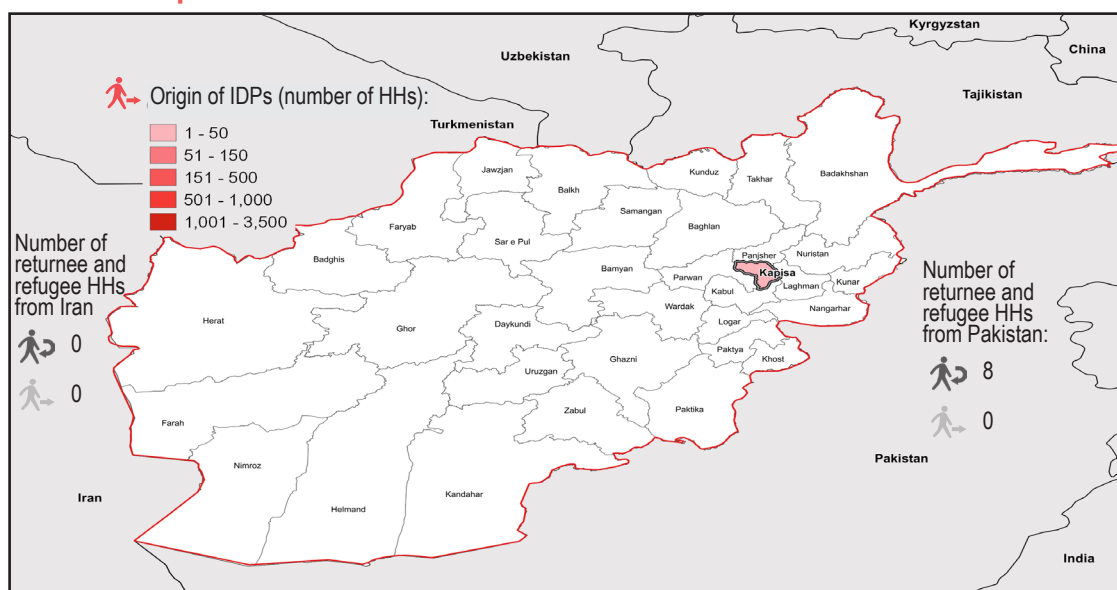 Kyrgyzstan
China
Uzbekistan
Tajikistan
Turkmenistan
Origin of IDPs (number of HHs):
1 - 50
51 - 150
151 - 500
501 - 1,000
1,001 - 3,500
Number of
returnee and
refugee HHs
from Iran
0
0
Jawzjan
Balkh
Kunduz
Takhar
Badakhshan
Samangan
Faryab
Baghlan
Sar e Pul
Badghis
Panjsher
Nuristan
Bamyan
Parwan
Kapisa
Kabul
Laghman
Kunar
Wardak
Nangarhar
Herat
Ghor
Daykundi
Logar
Ghazni
Paktya
Khost
Uruzgan
Zabul
Paktika
Farah
Nimroz
Helmand
Kandahar
Number of
returnee and
refugee HHs
from Pakistan:
8
0
Pakistan
Iran
India